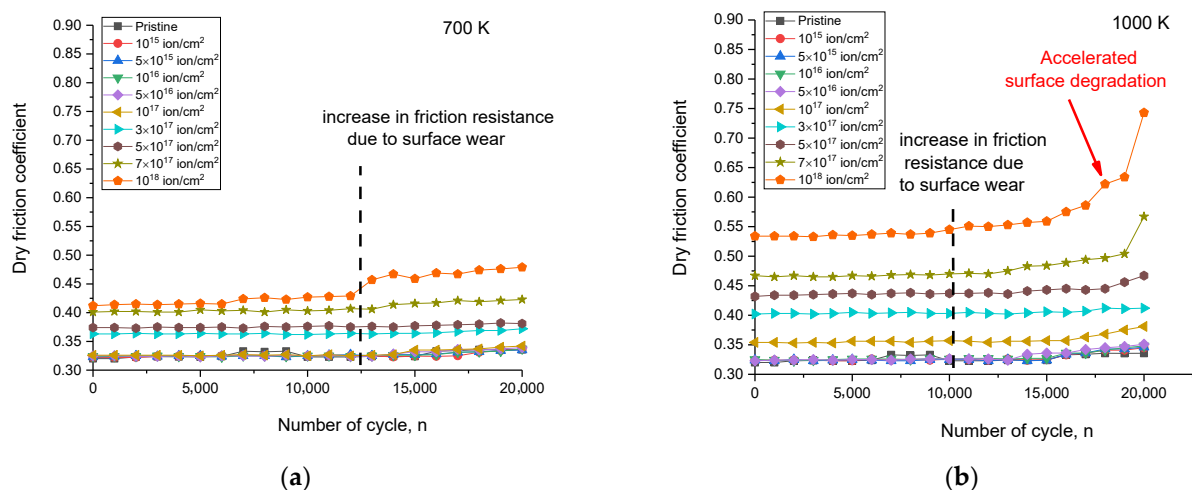 0.90
0.85
0.80
0.75
0.70
0.65
0.60
0.55
0.50
0.45
0.40
0.35
0.30
Dry friction coefficient
Pristine
10¹⁵ ion/cm²
5×10¹⁵ ion/cm²
10¹⁶ ion/cm²
5×10¹⁶ ion/cm²
10¹⁷ ion/cm²
3×10¹⁷ ion/cm²
5×10¹⁷ ion/cm²
7×10¹⁷ ion/cm²
10¹⁸ ion/cm²
700 K
increase in friction resistance
due to surface wear
0 5,000 10,000 15,000 20,000
Number of cycle, n
(a)
0.90
0.85
0.80
0.75
0.70
0.65
0.60
0.55
0.50
0.45
0.40
0.35
0.30
Dry friction coefficient
Pristine
10¹⁵ ion/cm²
5×10¹⁵ ion/cm²
10¹⁶ ion/cm²
5×10¹⁶ ion/cm²
10¹⁷ ion/cm²
3×10¹⁷ ion/cm²
5×10¹⁷ ion/cm²
7×10¹⁷ ion/cm²
10¹⁸ ion/cm²
1000 K
Accelerated
surface degradation
increase in friction
resistance due
to surface wear
0 5,000 10,000 15,000 20,000
Number of cycle, n
(b)